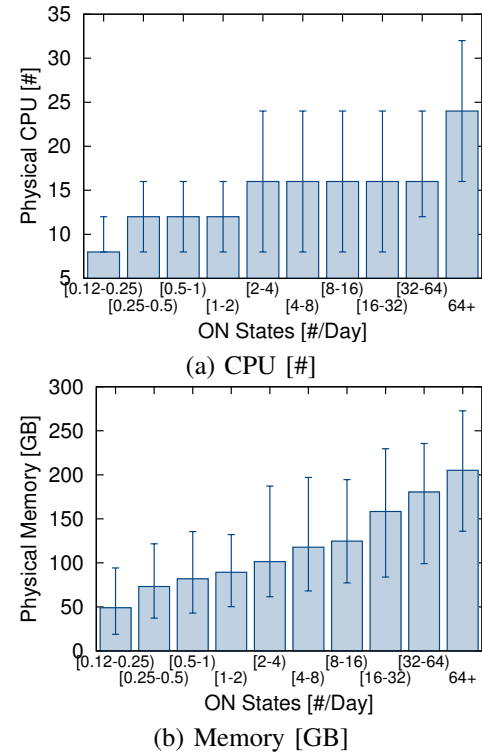 35
30
25
20
15
10
5
Physical CPU [#]
[0.12-0.25) [0.5-1) [2-4) [8-16) [32-64)
[0.25-0.5) [1-2) [4-8) [16-32) 64+
ON States [#/Day]
(a) CPU [#]
300
250
200
150
100
50
0
Physical Memory [GB]
[0.12-0.25) [0.5-1) [2-4) [8-16) [32-64)
[0.25-0.5) [1-2) [4-8) [16-32) 64+
ON States [#/Day]
(b) Memory [GB]